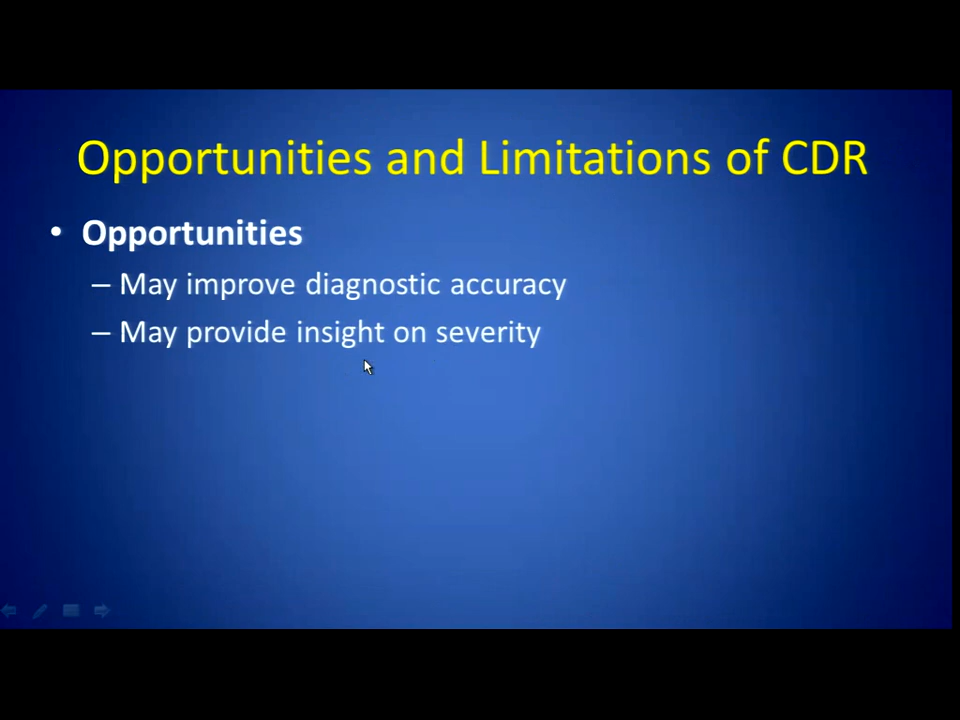 Opportunities and Limitations of CDR
• Opportunities
– May improve diagnostic accuracy
– May provide insight on severity